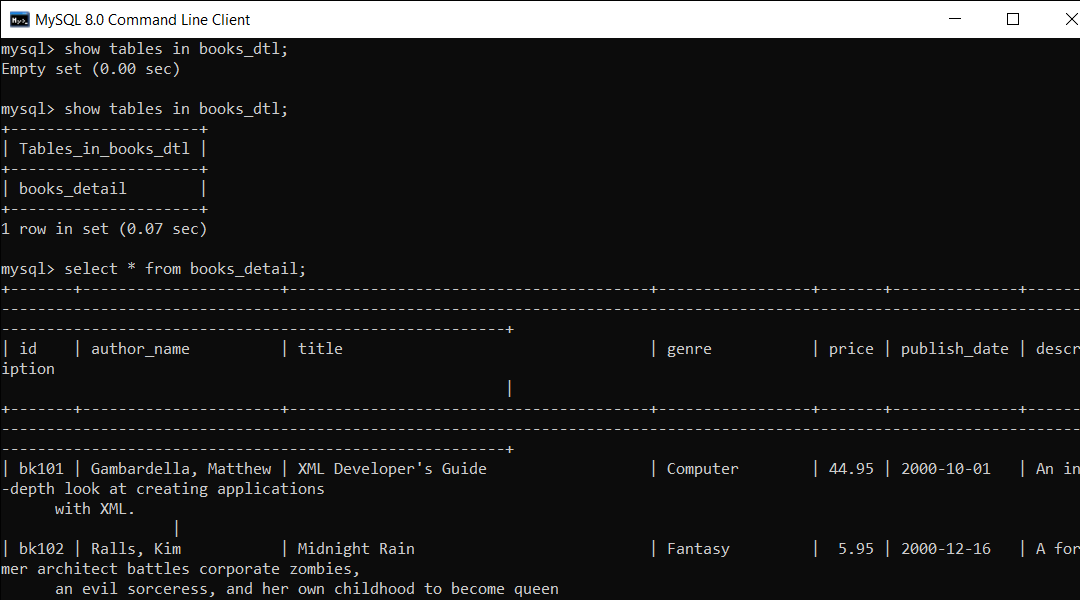 MySQL 8.0 Command Line Client
mysql> show tables in books_dtl;
Empty set (0.00 sec)
mysql> show tables in books_dtl;
+---------------------+
| Tables_in_books_dtl |
+---------------------+
| books_detail        |
+---------------------+
1 row in set (0.07 sec)
mysql> select * from books_detail;
+-------+----------------------+----------------------------------------+-----------------+-------+--------------+------
------------------------------------------------------------------------------------------------------------------------
--------------------------------------------------------+
| id    | author_name          | title                                  | genre           | price | publish_date | descr
iption
                                                        |
+-------+----------------------+----------------------------------------+-----------------+-------+--------------+------
------------------------------------------------------------------------------------------------------------------------
--------------------------------------------------------+
| bk101 | Gambardella, Matthew | XML Developer's Guide                  | Computer        | 44.95 | 2000-10-01   | An in
-depth look at creating applications
      with XML.
                   |
| bk102 | Ralls, Kim           | Midnight Rain                          | Fantasy         |  5.95 | 2000-12-16   | A for
mer architect battles corporate zombies,
      an evil sorceress, and her own childhood to become queen